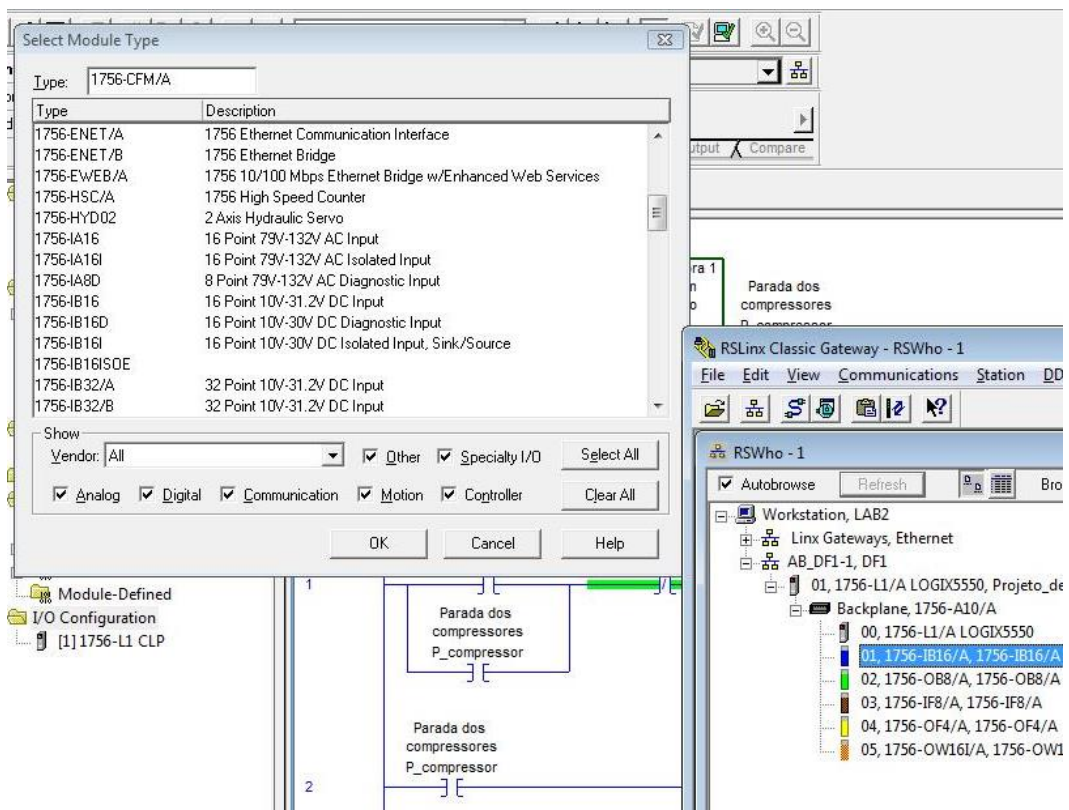 Select Module Type
Type: 1756-CFM/A
Type Description
1756-ENET/A 1756 Ethernet Communication Interface
1756-ENET/B 1756 Ethernet Bridge
1756-EWEB/A 1756 10/100 Mbps Ethernet Bridge w/Enhanced Web Services
1756-HSC/A 1756 High Speed Counter
1756-HYD02 2 Axis Hydraulic Servo
1756-IA16 16 Point 79V-132V AC Input
1756-IA16I 16 Point 79V-132V AC Isolated Input
1756-IA8D 8 Point 79V-132V AC Diagnostic Input
1756-IB16 16 Point 10V-31.2V DC Input
1756-IB16D 16 Point 10V-30V DC Diagnostic Input
1756-IB16I 16 Point 10V-30V DC Isolated Input, Sink/Source
1756-IB16ISOE
1756-IB32/A 32 Point 10V-31.2V DC Input
1756-IB32/B 32 Point 10V-31.2V DC Input
Show
Vendor: All Other Specialty I/O Select All
Analog Digital Communication Motion Controller Clear All
OK Cancel Help
Compare
ra 1
Parada dos
compressores
P_compressor
RSLinx Classic Gateway - RSWho - 1
File Edit View Communications Station DD
RSWho - 1
Autobrowse Refresh Bro
Workstation, LAB2
Linx Gateways, Ethernet
AB_DF1-1, DF1
01, 1756-L1/A LOGIX5550, Projeto_de
Backplane, 1756-A10/A
00, 1756-L1/A LOGIX5550
01, 1756-IB16/A, 1756-IB16/A
02, 1756-OB8/A, 1756-OB8/A
03, 1756-IF8/A, 1756-IF8/A
04, 1756-OF4/A, 1756-OF4/A
05, 1756-OW16I/A, 1756-OW1
Module-Defined
I/O Configuration
[1] 1756-L1 CLP
1
Parada dos
compressores
P_compressor
Parada dos
compressores
P_compressor
2